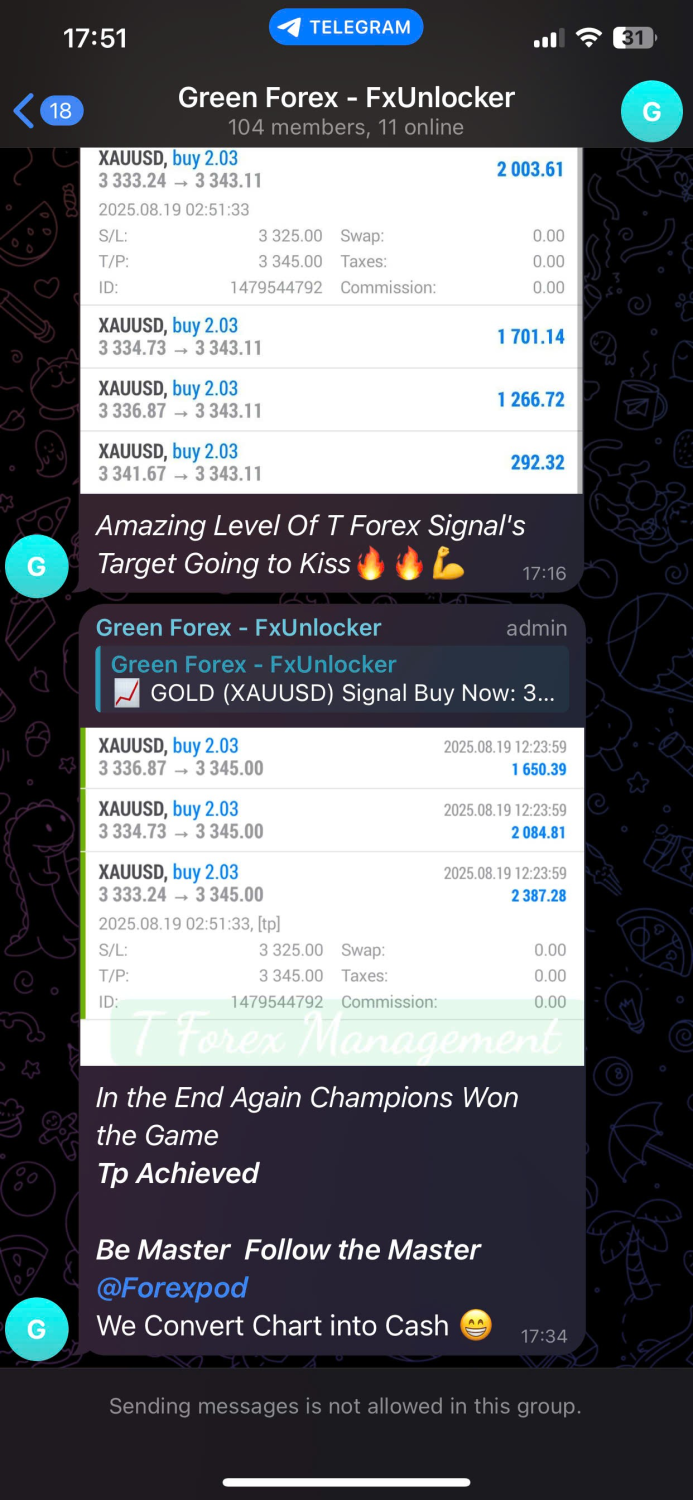 17:51
TELEGRAM
31
18
Green Forex - FxUnlocker
104 members, 11 online
G
XAUUSD, buy 2.03
3 333.24 → 3 343.11
2 003.61
2025.08.19 02:51:33
S/L: 3 325.00 Swap: 0.00
T/P: 3 345.00 Taxes: 0.00
ID: 1479544792 Commission: 0.00
XAUUSD, buy 2.03
3 334.73 → 3 343.11
1 701.14
XAUUSD, buy 2.03
3 336.87 → 3 343.11
1 266.72
XAUUSD, buy 2.03
3 341.67 → 3 343.11
292.32
Amazing Level Of T Forex Signal's
Target Going to Kiss🔥🔥💪
17:16
G
Green Forex - FxUnlocker admin
Green Forex - FxUnlocker
📈 GOLD (XAUUSD) Signal Buy Now: 3...
XAUUSD, buy 2.03 2025.08.19 12:23:59
3 336.87 → 3 345.00 1 650.39
XAUUSD, buy 2.03 2025.08.19 12:23:59
3 334.73 → 3 345.00 2 084.81
XAUUSD, buy 2.03 2025.08.19 12:23:59
3 333.24 → 3 345.00 2 387.28
2025.08.19 02:51:33, [tp]
S/L: 3 325.00 Swap: 0.00
T/P: 3 345.00 Taxes: 0.00
ID: 1479544792 Commission: 0.00
T Forex Management
In the End Again Champions Won
the Game
Tp Achieved
Be Master Follow the Master
@Forexpod
We Convert Chart into Cash 😁
17:34
G
Sending messages is not allowed in this group.